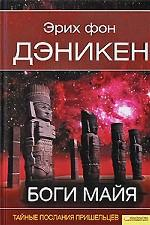 Эрих фон
ДЭНИКЕН
БОГИ МАЙЯ
ТАЙНЫЕ ПОСЛАНИЯ ПРИШЕЛЬЦЕВ